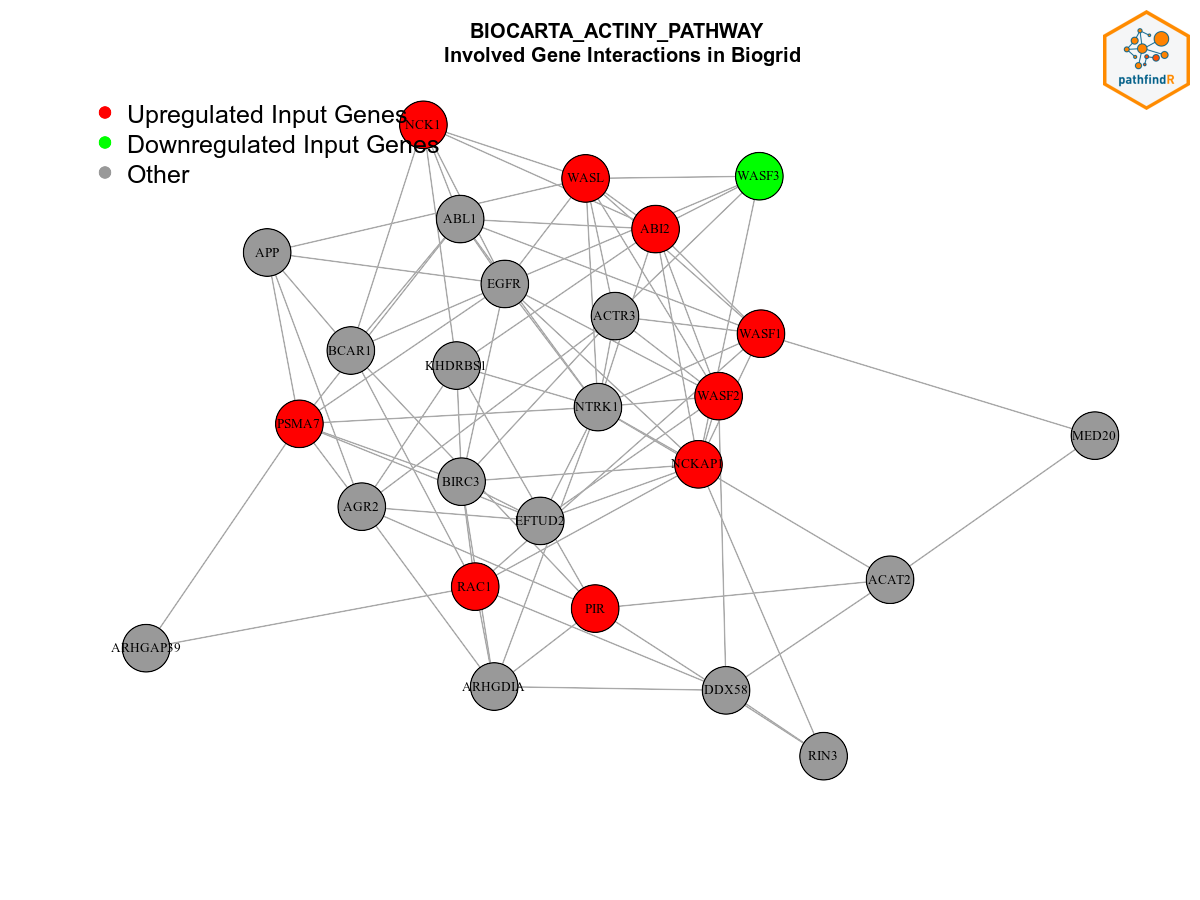 BIOCARTA_ACTINY_PATHWAY
Involved Gene Interactions in Biogrid
pathfindR
Upregulated Input Genes
Downregulated Input Genes
Other
NCK1
WASL
WASF3
ABL1
ABI2
APP
EGFR
ACTR3
WASF1
BCAR1
KHDRBS1
WASF2
NTRK1
PSMA7
MED20
NCKAP1
BIRC3
AGR2
EFTUD2
ACAT2
RAC1
PIR
ARHGAP39
ARHGDIA
DDX58
RIN3